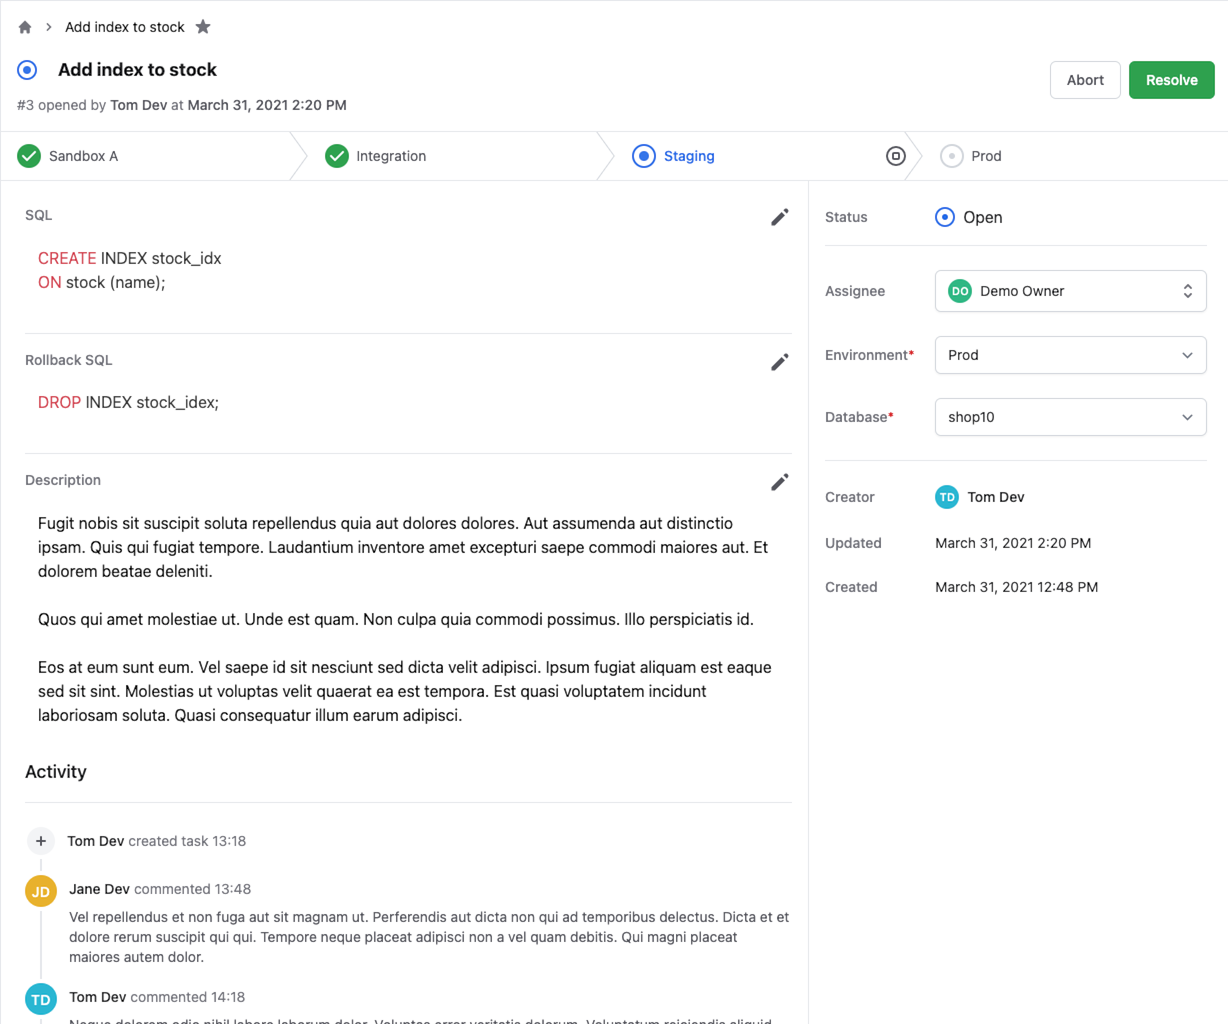 Add index to stock
Add index to stock
#3 opened by Tom Dev at March 31, 2021 2:20 PM
Abort
Resolve
Sandbox A
Integration
Staging
Prod
SQL
CREATE INDEX stock_idx
ON stock (name);
Rollback SQL
DROP INDEX stock_idex;
Description
Fugit nobis sit suscipit soluta repellendus quia aut dolores dolores. Aut assumenda aut distinctio
ipsam. Quis qui fugiat tempore. Laudantium inventore amet excepturi saepe commodi maiores aut. Et
dolorem beatae deleniti.
Quos qui amet molestiae ut. Unde est quam. Non culpa quia commodi possimus. Illo perspiciatis id.
Eos at eum sunt eum. Vel saepe id sit nesciunt sed dicta velit adipisci. Ipsum fugiat aliquam est eaque
sed sit sint. Molestias ut voluptas velit quaerat ea est tempora. Est quasi voluptatem incidunt
laboriosam soluta. Quasi consequatur illum earum adipisci.
Activity
Tom Dev created task 13:18
JD
Jane Dev commented 13:48
Vel repellendus et non fuga aut sit magnam ut. Perferendis aut dicta non qui ad temporibus delectus. Dicta et et
dolore rerum suscipit qui qui. Tempore neque placeat adipisci non a vel quam debitis. Qui magni placeat
maiores autem dolor.
TD
Tom Dev commented 14:18
Status
Open
Assignee
DO
Demo Owner
Environment*
Prod
Database*
shop10
Creator
TD
Tom Dev
Updated
March 31, 2021 2:20 PM
Created
March 31, 2021 12:48 PM